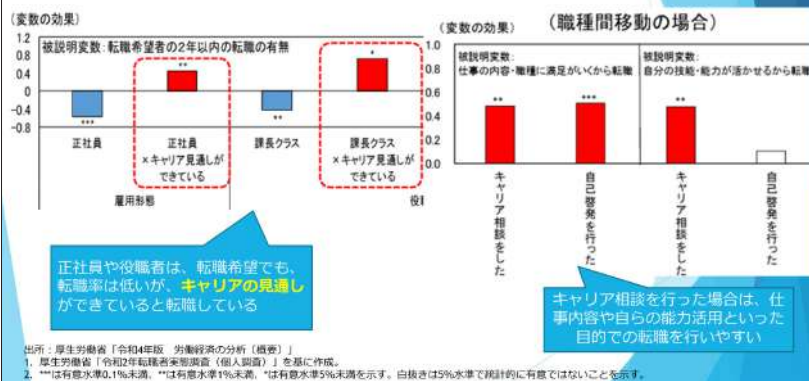 (変数の効果)
1.2
0.8
0.4
0
-0.4
-0.8
被説明変数：転職希望者の2年以内の転職の有無
***
**
**
*
正社員
正社員
×キャリア見通しが
できている
課長クラス
課長クラス
×キャリア見通しが
できている
雇用形態
役
正社員や役職者は、転職希望でも、
転職率は低いが、キャリアの見通し
ができていると転職している
(変数の効果)
(職種間移動の場合)
1.0
0.8
0.6
0.4
0.2
0.0
被説明変数：
仕事の内容・職種に満足がいくから転職
被説明変数：
自分の技能・能力が活かせるから転職
**
***
**
キャリア相談をした
自己啓発を行った
キャリア相談をした
自己啓発を行った
キャリア相談を行った場合は、仕
事内容や自らの能力活用といった
目的での転職を行いやすい
出所：厚生労働省「令和4年版 労働経済の分析〔概要〕」
1. 厚生労働省「令和2年転職者実態調査（個人調査）」を基に作成。
2. ***は有意水準0.1%未満、**は有意水準1%未満、*は有意水準5%未満を示す。白抜きは5%水準で統計的に有意ではないことを示す。